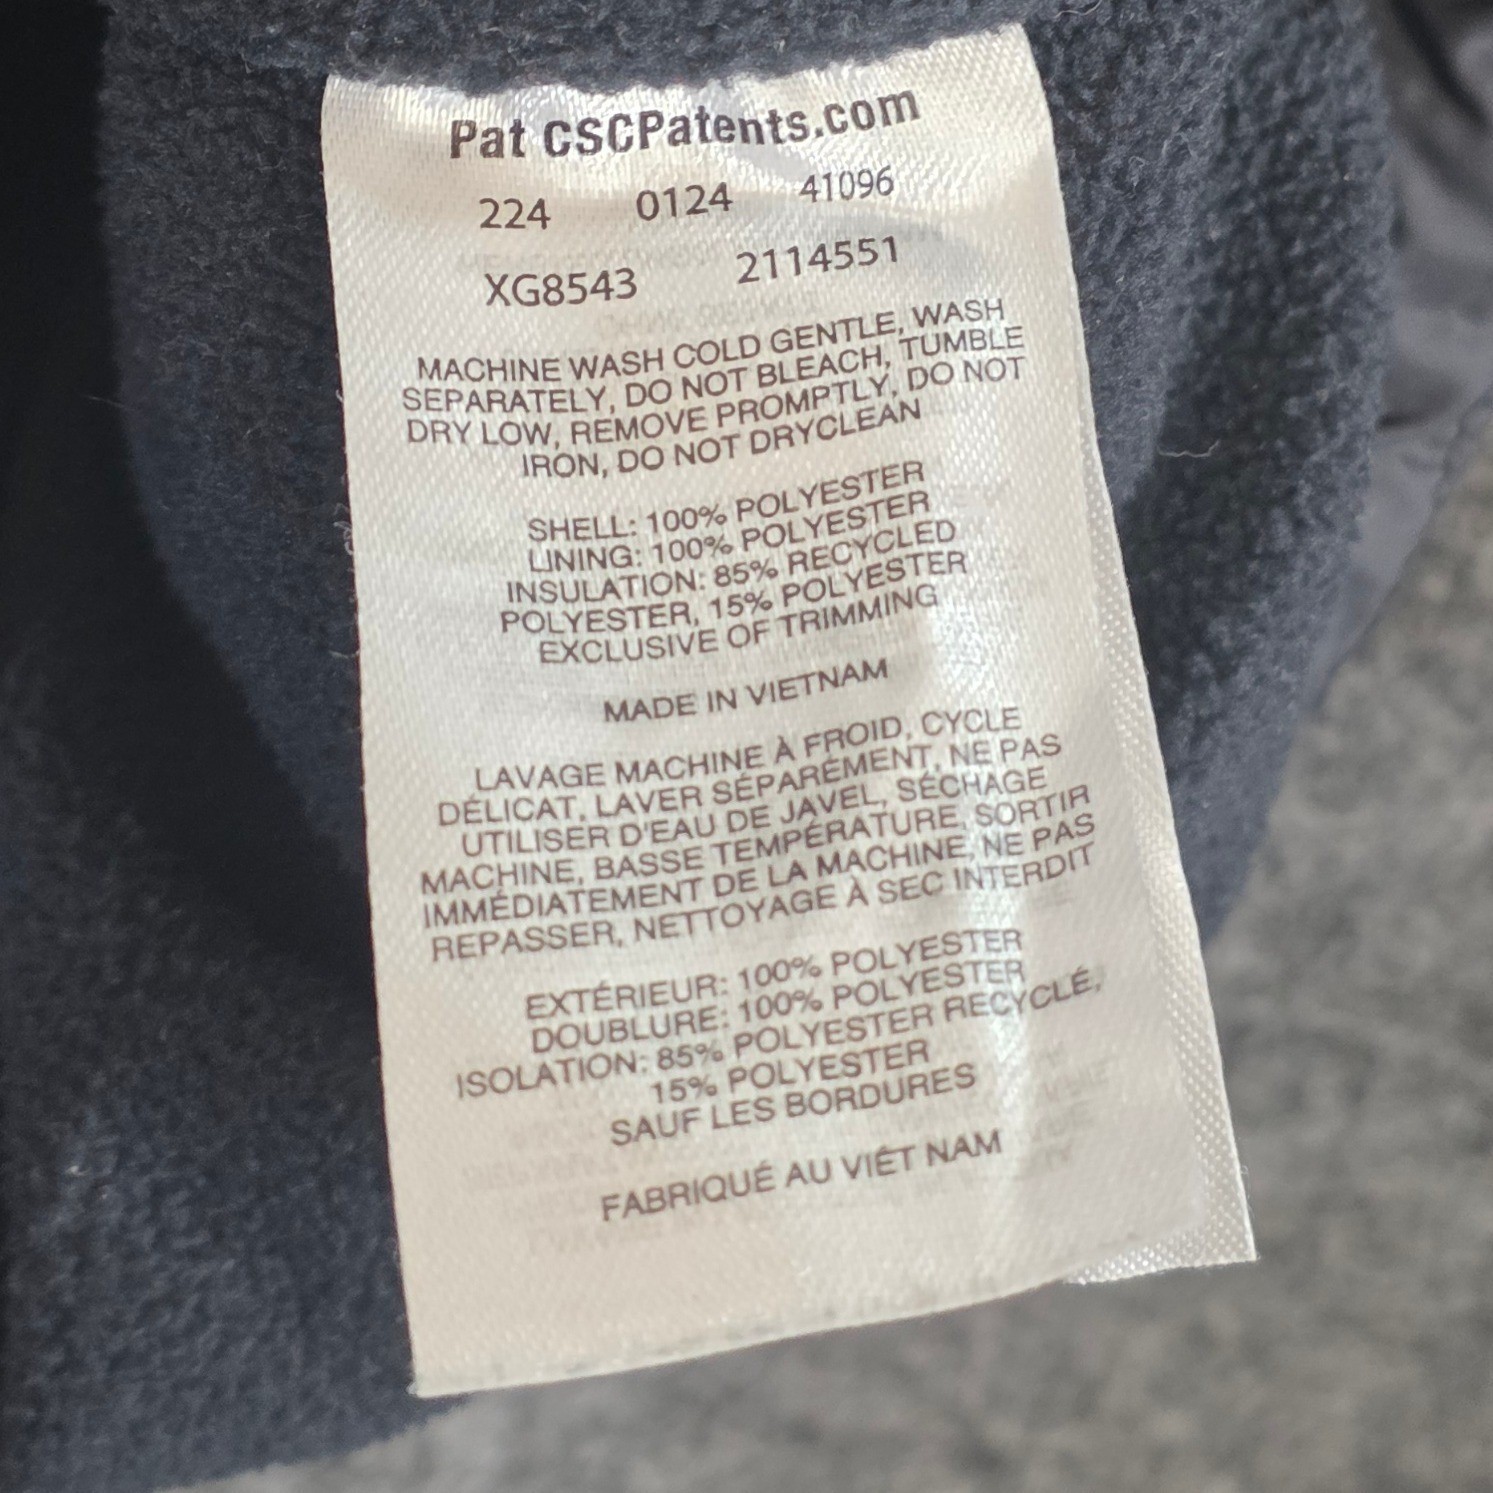 Pat CSCPatents.com
224 0124 41096
XG8543 2114551
MACHINE WASH COLD GENTLE, WASH
SEPARATELY, DO NOT BLEACH, TUMBLE
DRY LOW, REMOVE PROMPTLY, DO NOT
IRON, DO NOT DRYCLEAN
SHELL: 100% POLYESTER
LINING: 100% POLYESTER
INSULATION: 85% RECYCLED
POLYESTER, 15% POLYESTER
EXCLUSIVE OF TRIMMING
MADE IN VIETNAM
LAVAGE MACHINE À FROID, CYCLE
DÉLICAT, LAVER SÉPARÉMENT, NE PAS
UTILISER D'EAU DE JAVEL, SÉCHAGE
MACHINE, BASSE TEMPÉRATURE, SORTIR
IMMÉDIATEMENT DE LA MACHINE, NE PAS
REPASSER, NETTOYAGE À SEC INTERDIT
EXTÉRIEUR: 100% POLYESTER
DOUBLURE: 100% POLYESTER
ISOLATION: 85% POLYESTER RECYCLÉ,
15% POLYESTER
SAUF LES BORDURES
FABRIQUÉ AU VIÊT NAM